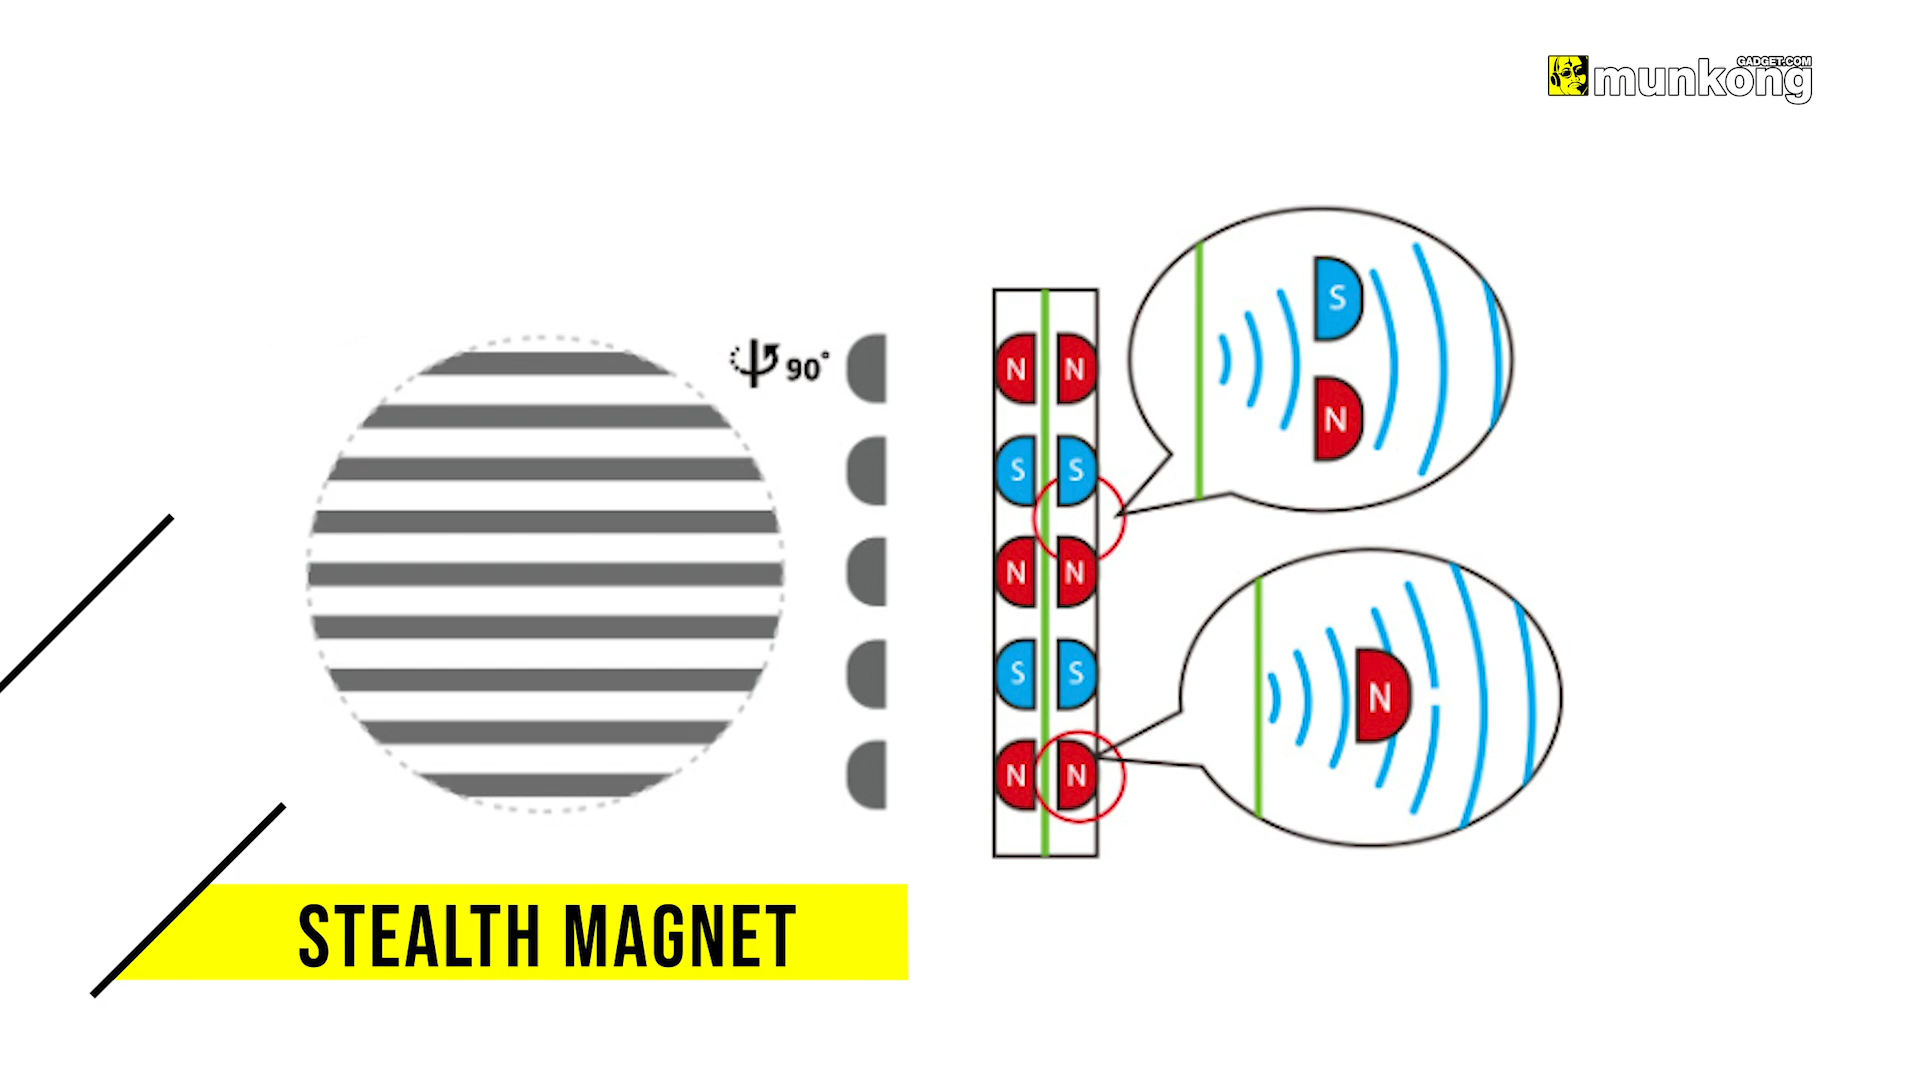 GADGET.COM
munkong
90°
N N
S S
N N
S S
N N
S
N
N
STEALTH MAGNET